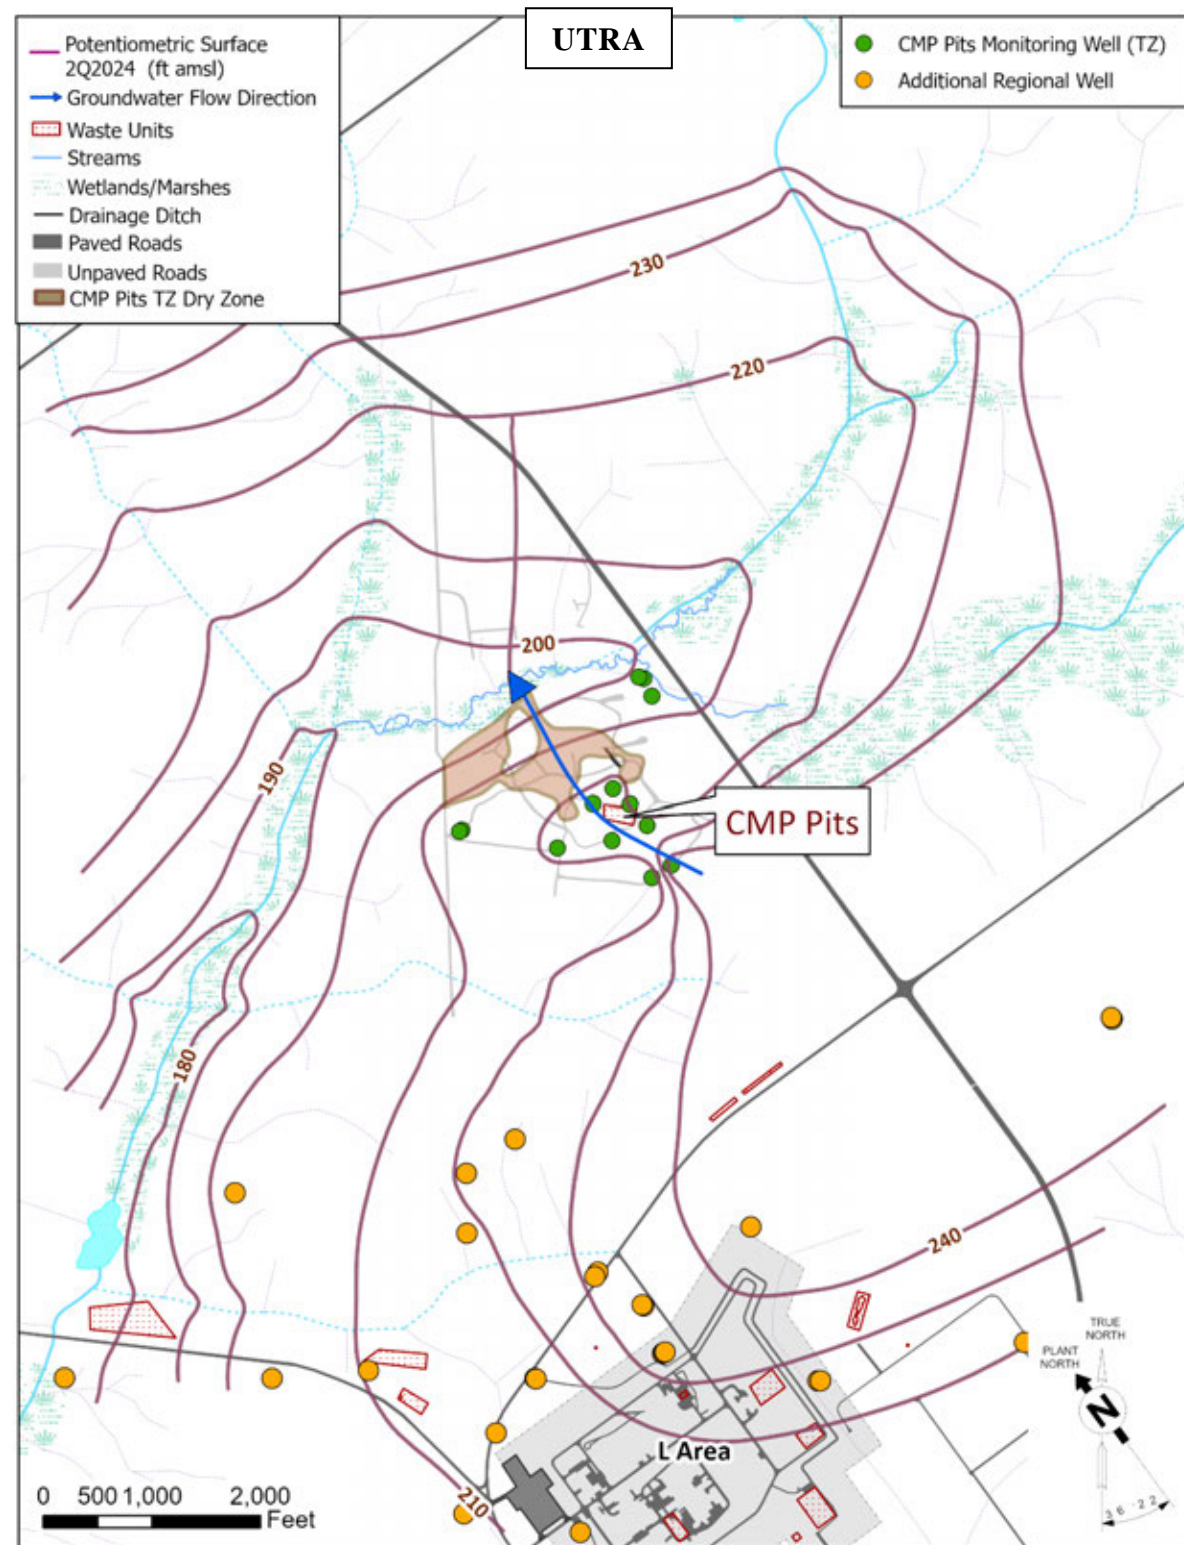 UTRA
Potentiometric Surface
2Q2024 (ft amsl)
Groundwater Flow Direction
Waste Units
Streams
Wetlands/Marshes
Drainage Ditch
Paved Roads
Unpaved Roads
CMP Pits TZ Dry Zone
CMP Pits Monitoring Well (TZ)
Additional Regional Well
230
220
200
190
CMP Pits
180
240
210
L Area
TRUE
NORTH
PLANT
NORTH
N
36.22
0 500 1,000 2,000
Feet